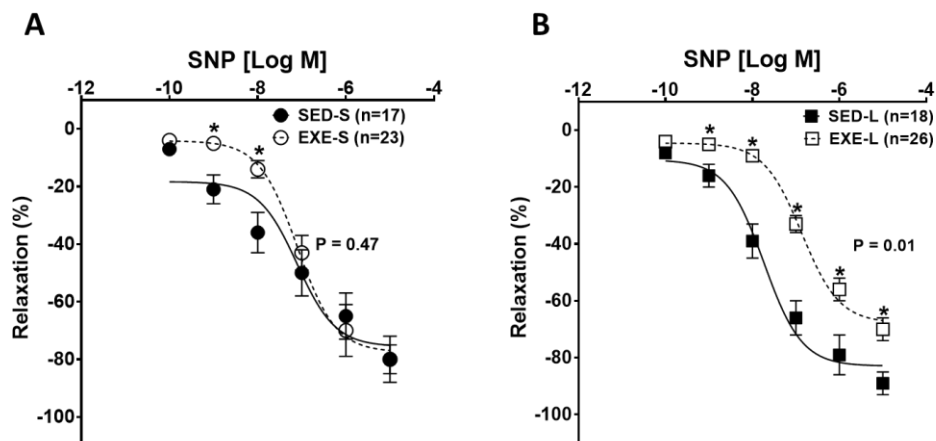 A
SNP [Log M]
-12 -10 -8 -6 -4
SED-S (n=17)
EXE-S (n=23)
0
-20
-40
-60
-80
-100
Relaxation (%)
* *
P = 0.47
B
SNP [Log M]
-12 -10 -8 -6 -4
SED-L (n=18)
EXE-L (n=26)
0
-20
-40
-60
-80
-100
Relaxation (%)
* * * * *
P = 0.01